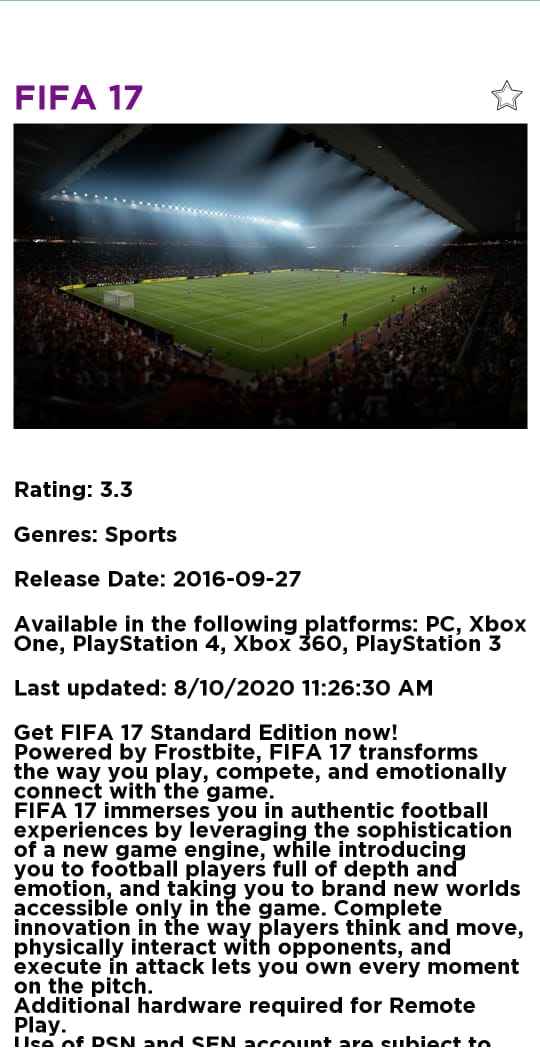 FIFA 17
Rating: 3.3
Genres: Sports
Release Date: 2016-09-27
Available in the following platforms: PC, Xbox
One, PlayStation 4, Xbox 360, PlayStation 3
Last updated: 8/10/2020 11:26:30 AM
Get FIFA 17 Standard Edition now!
Powered by Frostbite, FIFA 17 transforms
the way you play, compete, and emotionally
connect with the game.
FIFA 17 immerses you in authentic football
experiences by leveraging the sophistication
of a new game engine, while introducing
you to football players full of depth and
emotion, and taking you to brand new worlds
accessible only in the game. Complete
innovation in the way players think and move,
physically interact with opponents, and
execute in attack lets you own every moment
on the pitch.
Additional hardware required for Remote
Play.
Use of PSN and SEN account are subject to